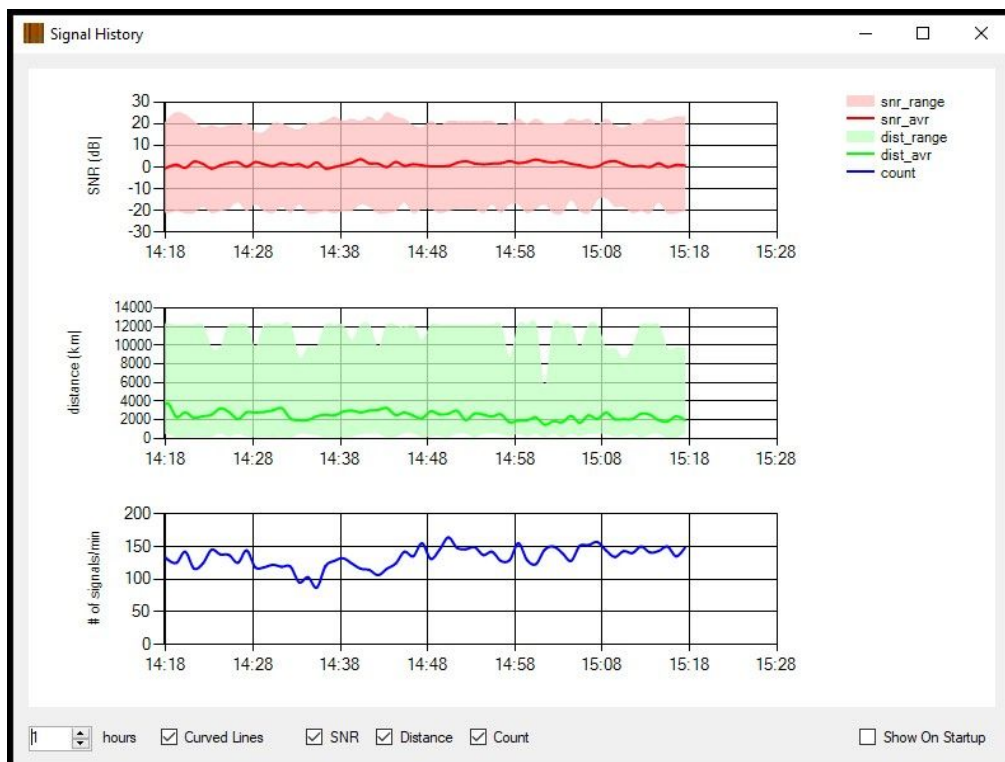 Signal History
30
20
10
0
-10
-20
-30
SNR (dB)
14:18 14:28 14:38 14:48 14:58 15:08 15:18 15:28
snr_range
snr_avr
dist_range
dist_avr
count
14000
12000
10000
8000
6000
4000
2000
0
distance (km)
14:18 14:28 14:38 14:48 14:58 15:08 15:18 15:28
200
150
100
50
0
# of signals/min
14:18 14:28 14:38 14:48 14:58 15:08 15:18 15:28
1 hours Curved Lines SNR Distance Count Show On Startup